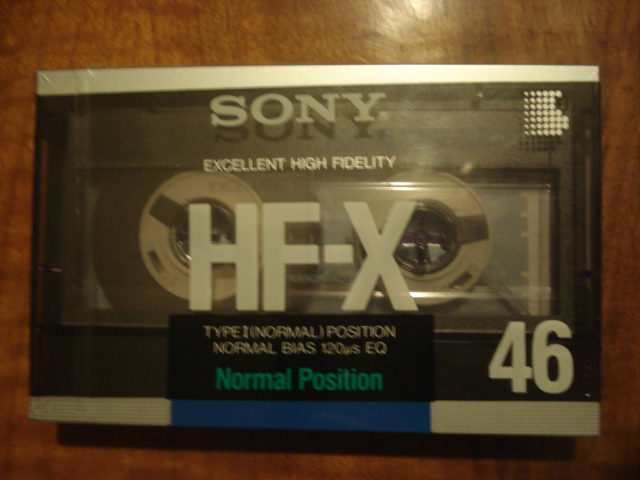 SONY
EXCELLENT HIGH FIDELITY
HF-X
TYPE I (NORMAL) POSITION
NORMAL BIAS 120μs EQ
Normal Position
46